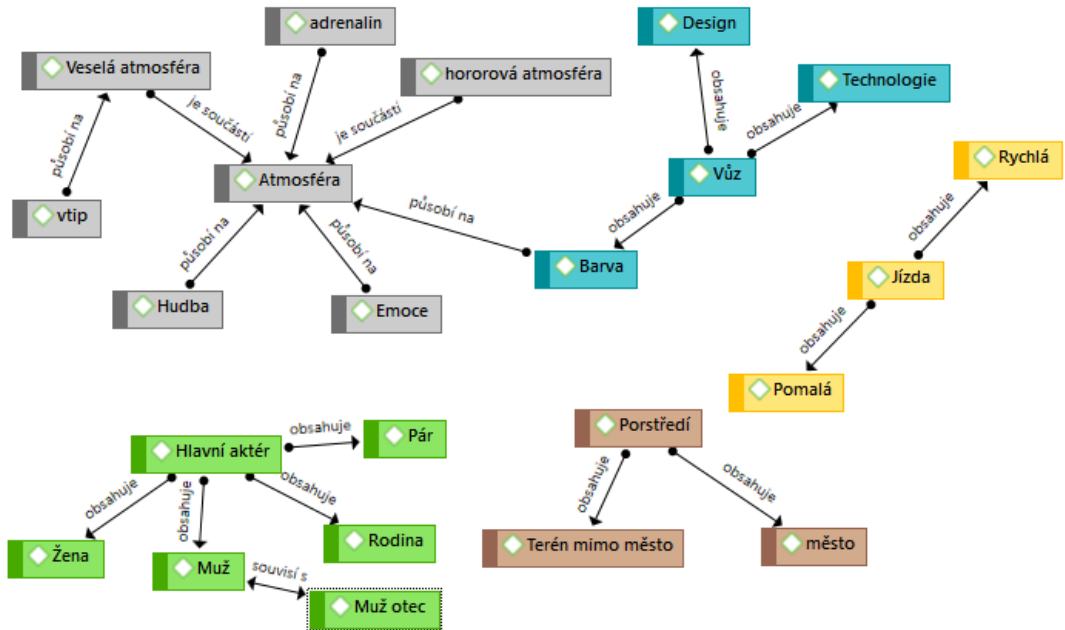 adrenalin
Design
Veselá atmosféra
hororová atmosféra
Technologie
působí na
je součástí
působí na
je součástí
obsahuje
obsahuje
Rychlá
Atmosféra
Vůz
vtip
působí na
obsahuje
obsahuje
působí na
působí na
Barva
Jízda
Hudba
Emoce
obsahuje
Pomalá
Hlavní aktér
obsahuje
Pár
Porstředí
obsahuje
obsahuje
obsahuje
obsahuje
obsahuje
Žena
Muž
Rodina
Terén mimo město
město
souvisí s
Muž otec